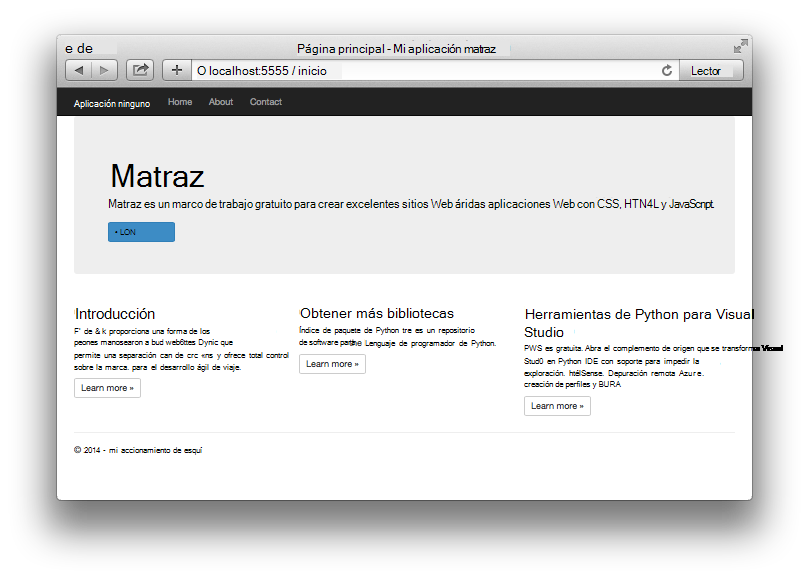 e de
Página principal - Mi aplicación matraz
O localhost:5555 / inicio
Lector
Aplicación ninguno
Home
About
Contact
Matraz
Matraz es un marco de trabajo gratuito para crear excelentes sitios Web áridas aplicaciones Web con CSS, HTN4L y JavaScript.
• LON
Introducción
F' de & k proporciona una forma de los
peones manosearon a bud web6ttes Dynic que
permite una separación can de crc «ns y ofrece total control
sobre la marca. para el desarrollo ágil de viaje.
Learn more »
Obtener más bibliotecas
Índice de paquete de Python tre es un repositorio
de software para the Lenguaje de programador de Python.
Learn more »
Herramientas de Python para Visual
Studio
PWS es gratuita. Abra el complemento de origen que se transforma Visual
Stud0 en Python IDE con soporte para impedir la
exploración. htélSense. Depuración remota Azure.
creación de perfiles y BURA
Learn more »
© 2014 - mi accionamiento de esquí